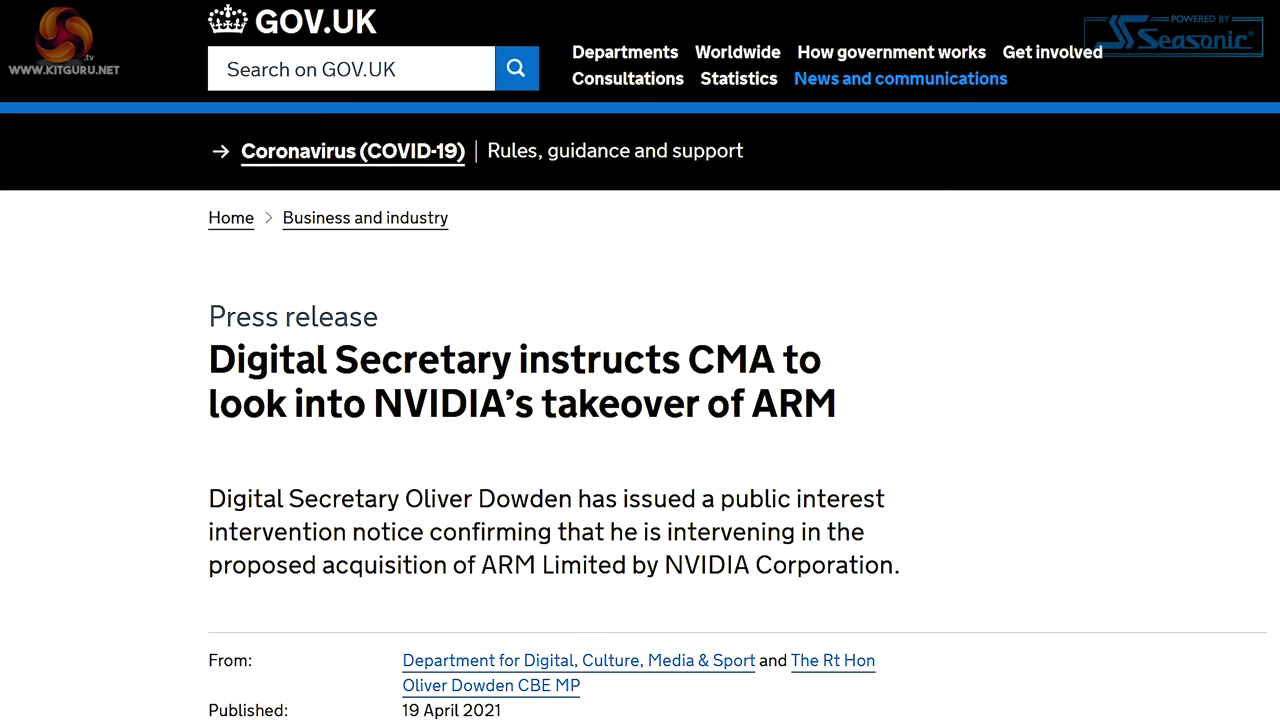 GOV.UK
.tv
WWW.KITGURU.NET
POWERED BY
Seasonic®
Search on GOV.UK
Departments Worldwide How government works Get involved
Consultations Statistics News and communications
→ Coronavirus (COVID-19) | Rules, guidance and support
Home > Business and industry
Press release
Digital Secretary instructs CMA to
look into NVIDIA’s takeover of ARM
Digital Secretary Oliver Dowden has issued a public interest
intervention notice confirming that he is intervening in the
proposed acquisition of ARM Limited by NVIDIA Corporation.
From: Department for Digital, Culture, Media & Sport and The Rt Hon
Oliver Dowden CBE MP
Published: 19 April 2021